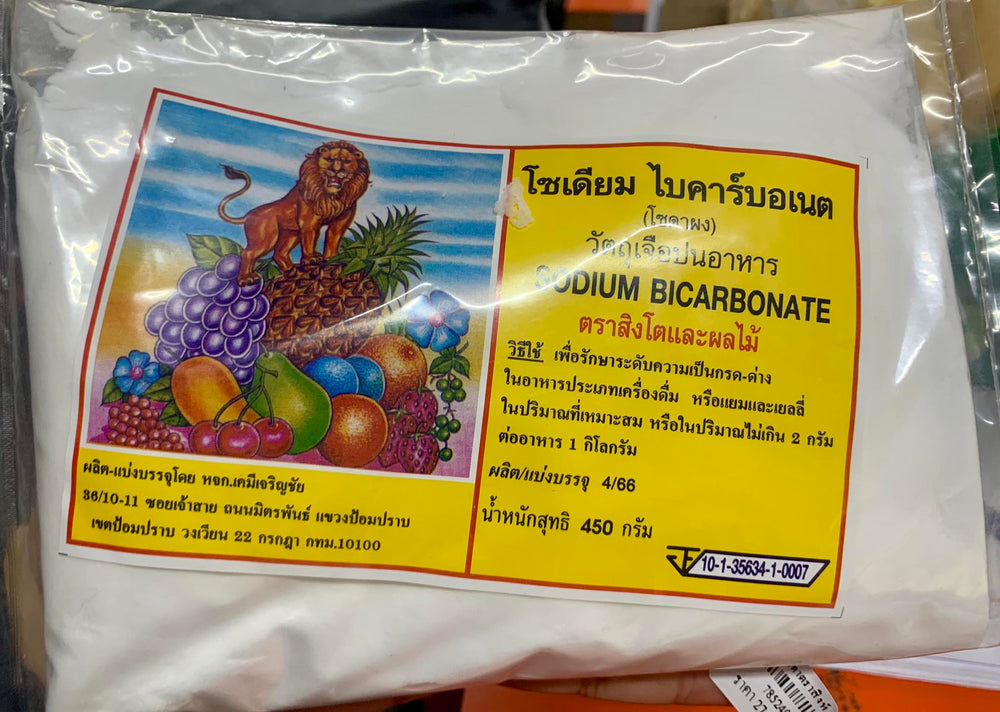 โซเดียม ไบคาร์บอเนต
(โซดาผง)
วัตถุเจือปนอาหาร
SODIUM BICARBONATE
ตราสิงโตและผลไม้
วิธีใช้ เพื่อรักษาระดับความเป็นกรด-ด่าง
ในอาหารประเภทเครื่องดื่ม หรือแยมและเยลลี่
ในปริมาณที่เหมาะสม หรือในปริมาณไม่เกิน 2 กรัม
ต่ออาหาร 1 กิโลกรัม
ผลิต/แบ่งบรรจุ 4/66
น้ำหนักสุทธิ 450 กรัม
10-1-35634-1-0007
ผลิต-แบ่งบรรจุโดย หจก.เคมีเจริญชัย
36/10-11 ซอยเจ้าสาย ถนนมิตรพันธ์ แขวงป้อมปราบ
เขตป้อมปราบ วงเวียน 22 กรกฎา กทม.10100
ราคา